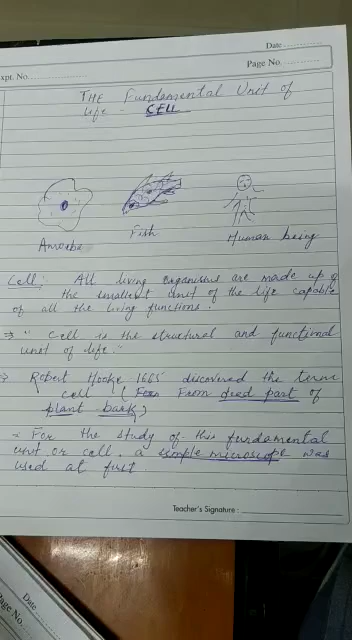 Date ............
Expt. No. ............
Page No. ............
THE Fundamental Unit of
life - CELL
Amoeba
Fish
Human being
Cell; All living organisms are made up of
the smallest unit of the life capable
of all the living functions.
⇒ "Cell is the structural and functional
unit of life."
⇒ Robert Hooke 1665 discovered the term
cell ( From dead part of
plant bark)
= For the study of this fundamental
unit or cell, a simple microscope was
used at first.
Teacher's Signature : ............
Date ............
Page No. ............